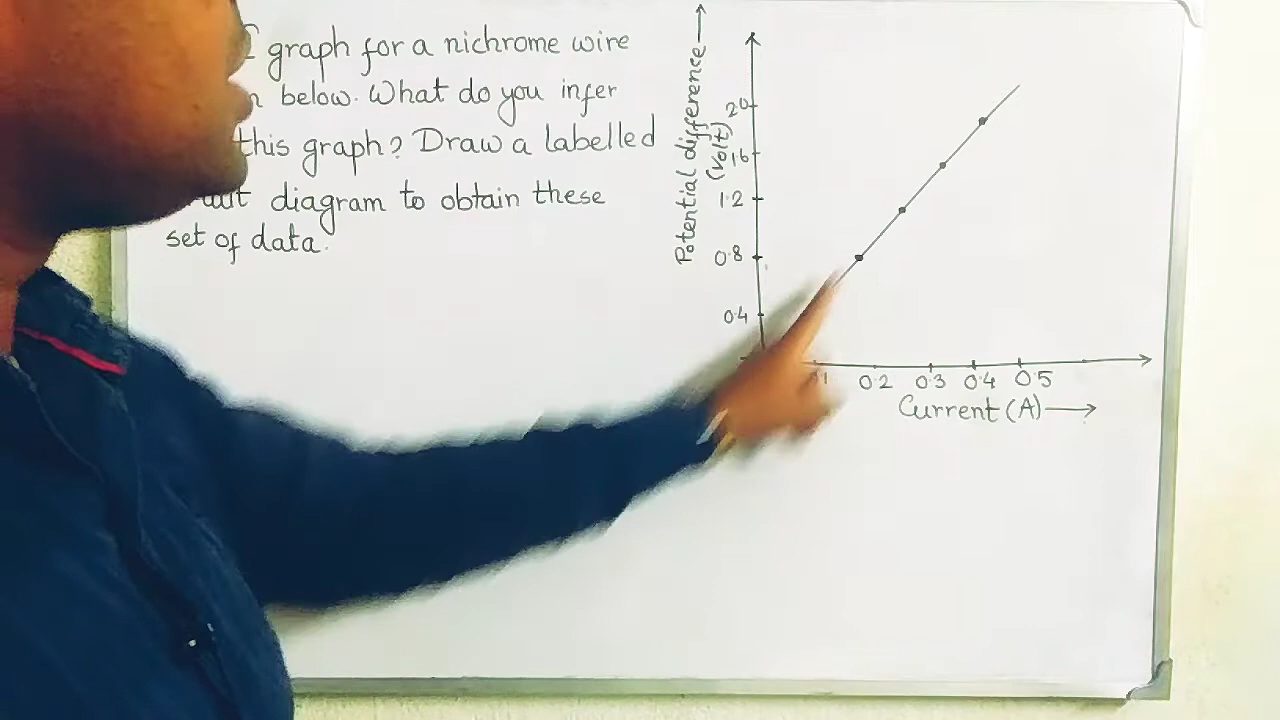 graph for a nichrome wire
below. What do you infer
this graph? Draw a labelled
diagram to obtain these
set of data.
Potential difference
(volt)
20
1.6
1.2
0.8
0.4
0.2 0.3 0.4 0.5
Current (A)